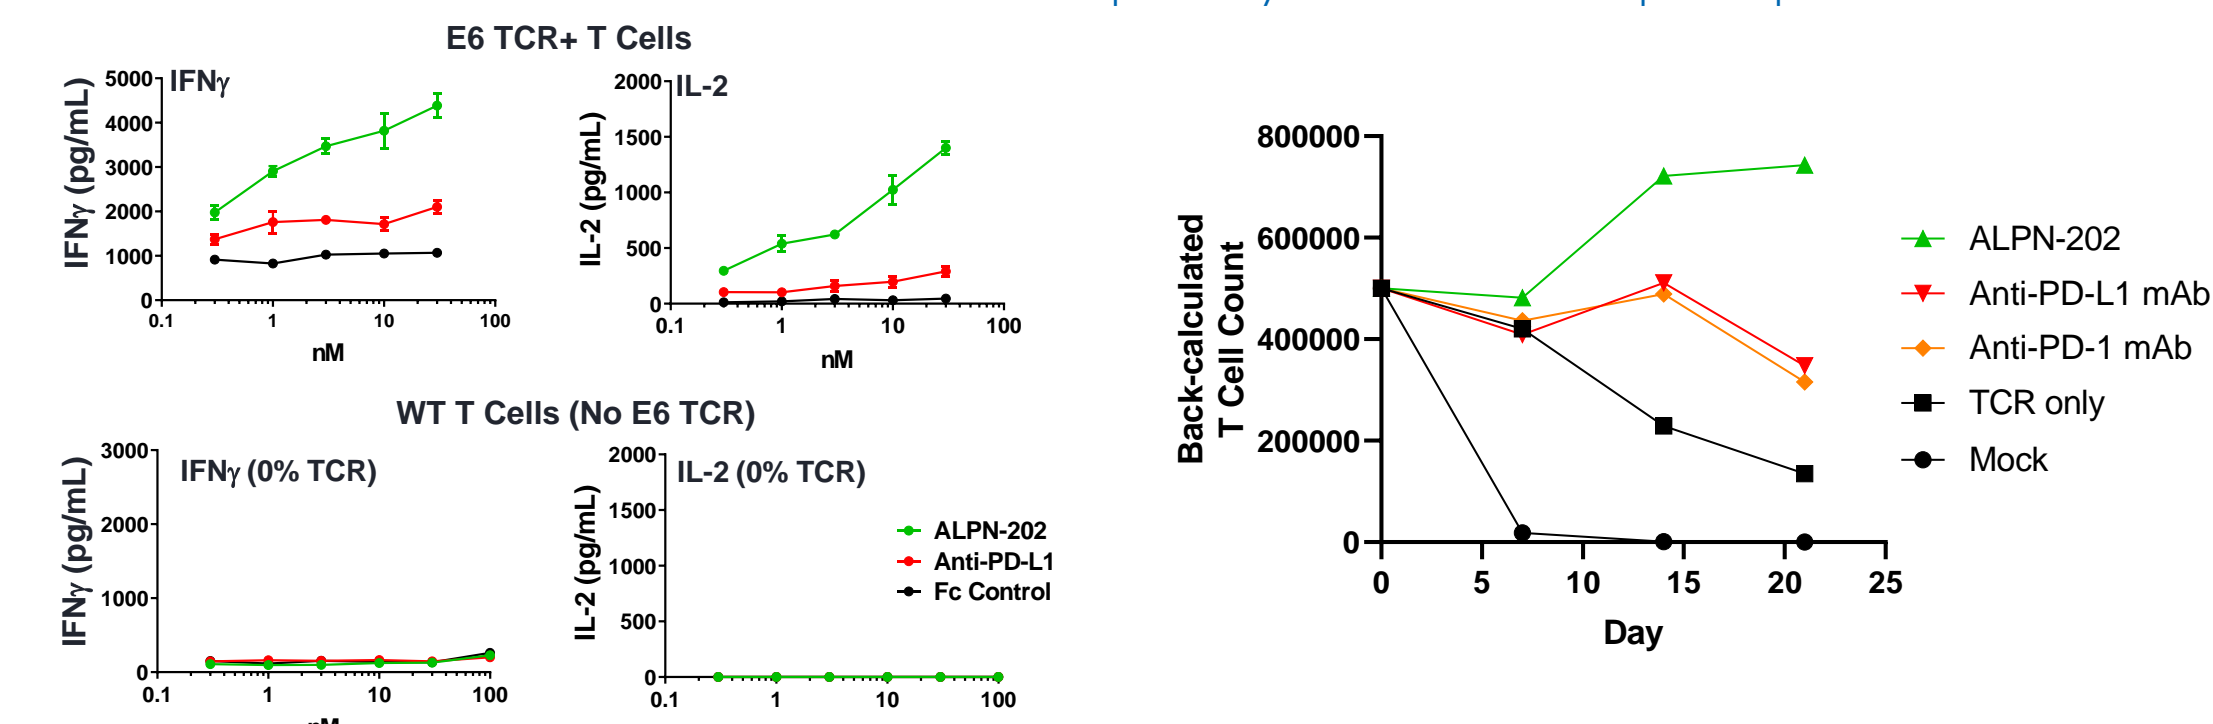 E6 TCR+ T Cells
IFNγ
IFNγ (pg/mL)
5000
4000
3000
2000
1000
0
0.1 1 10 100
nM
IL-2
IL-2 (pg/mL)
2000
1500
1000
500
0
0.1 1 10 100
nM
WT T Cells (No E6 TCR)
IFNγ (0% TCR)
IFNγ (pg/mL)
3000
2000
1000
0
0.1 1 10 100
nM
IL-2 (0% TCR)
IL-2 (pg/mL)
2000
1500
1000
500
0
0.1 1 10 100
ALPN-202
Anti-PD-L1
Fc Control
Back-calculated
T Cell Count
800000
600000
400000
200000
0
0 5 10 15 20 25
Day
ALPN-202
Anti-PD-L1 mAb
Anti-PD-1 mAb
TCR only
Mock